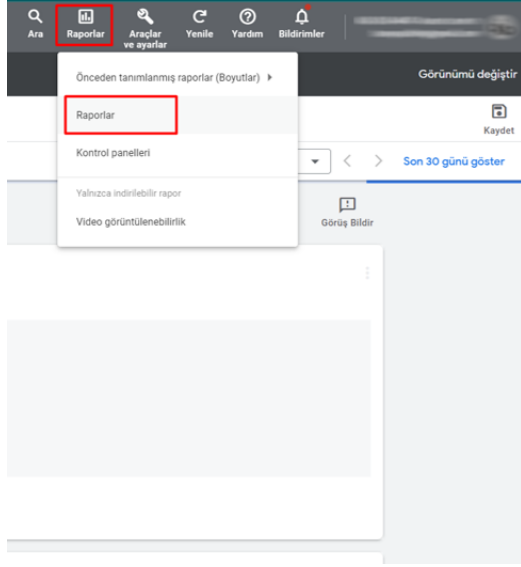 Ara
Raporlar
Araçlar
ve ayarlar
Yenile
Yardım
Bildirimler
Önceden tanımlanmış raporlar (Boyutlar)
Görünümü değiştir
Raporlar
Kaydet
Kontrol panelleri
Son 30 günü göster
Yalnızca indirilebilir rapor
Video görüntülenebilirlik
Görüş Bildir